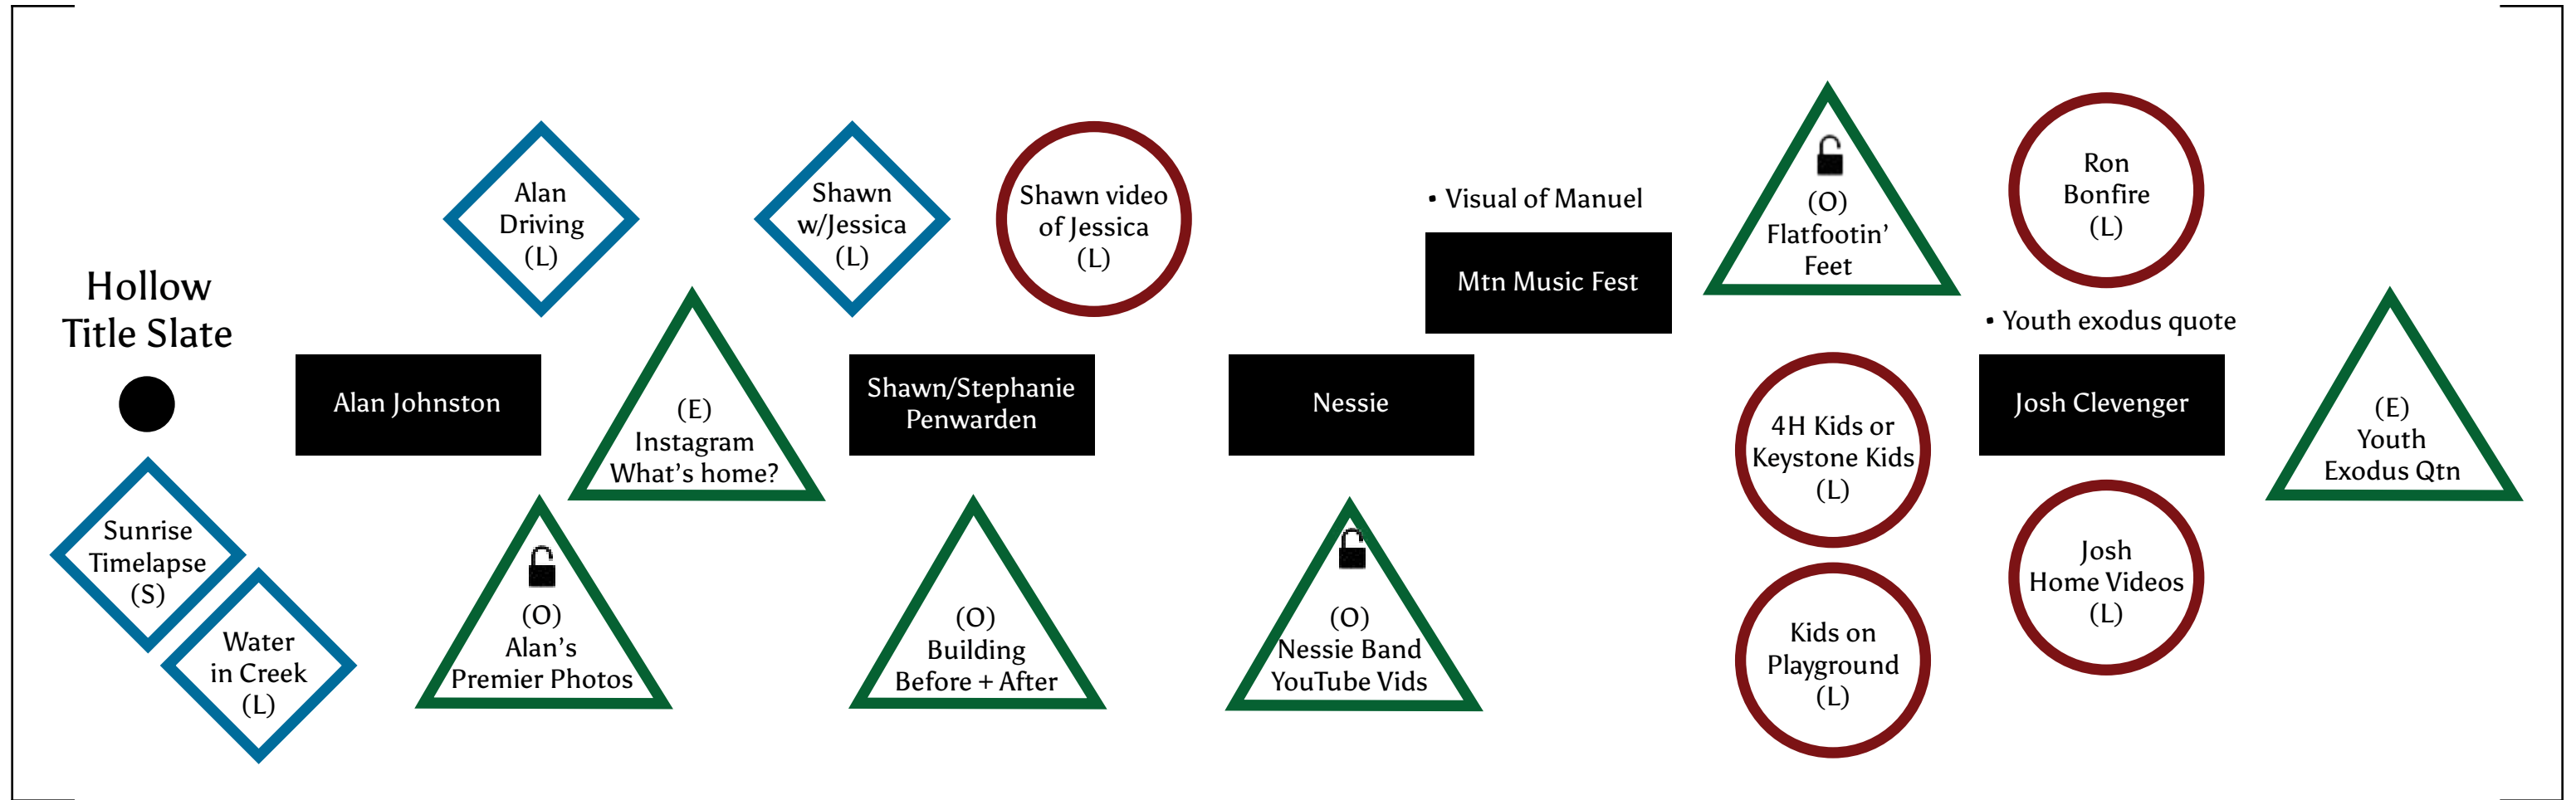 Hollow
Title Slate
Sunrise
Timelapse
(S)
Water
in Creek
(L)
Alan
Driving
(L)
Alan Johnston
(O)
Alan’s
Premier Photos
(E)
Instagram
What’s home?
Shawn
w/Jessica
(L)
Shawn video
of Jessica
(L)
Shawn/Stephanie
Penwarden
(O)
Building
Before + After
Nessie
(O)
Nessie Band
YouTube Vids
• Visual of Manuel
Mtn Music Fest
(O)
Flatfootin’
Feet
4H Kids or
Keystone Kids
(L)
Kids on
Playground
(L)
Ron
Bonfire
(L)
• Youth exodus quote
Josh Clevenger
Josh
Home Videos
(L)
(E)
Youth
Exodus Qtn